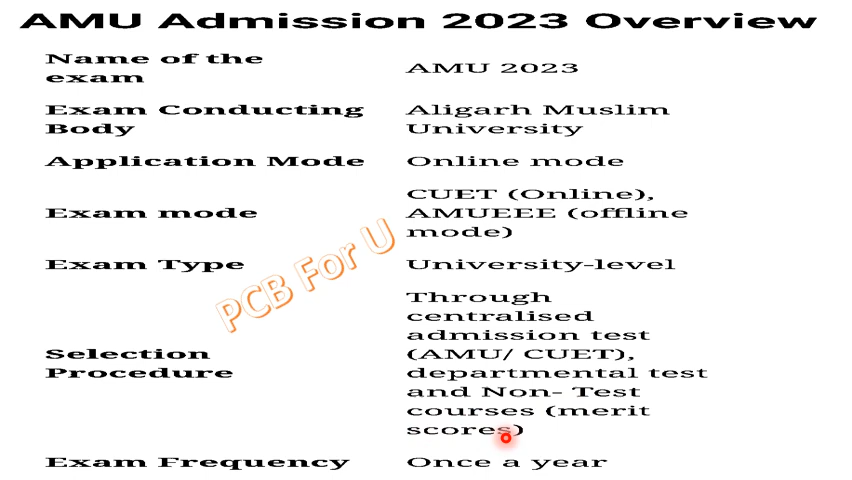 AMU Admission 2023 Overview
Name of the
exam
AMU 2023
Exam Conducting
Body
Aligarh Muslim
University
Application Mode
Online mode
Exam mode
CUET (Online),
AMUEEE (offline
mode)
Exam Type
University-level
Selection
Procedure
Through
centralised
admission test
(AMU/ CUET),
departmental test
and Non- Test
courses (merit
scores)
Exam Frequency
Once a year
PCB For U